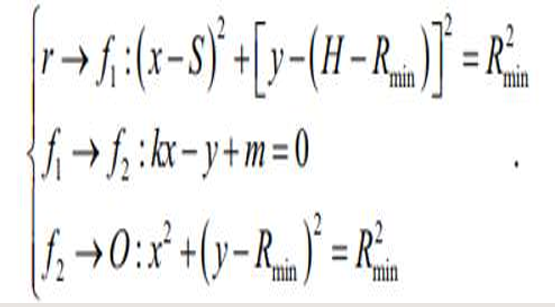 r → f₁ : (x − S)² + [y − (H − R_min)]² = R²_min
f₁ → f₂ : kx − y + m = 0 .
f₂ → O : x² + (y − R_min)² = R²_min